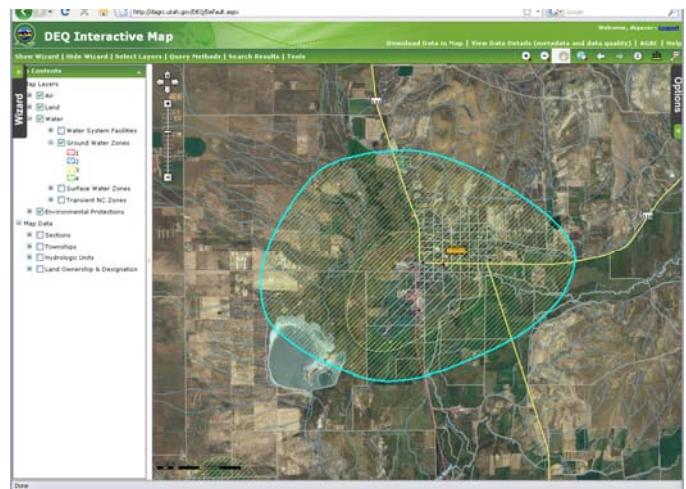 http://dagrc.utah.gov/DEQ/Default.aspx
Google
DEQ Interactive Map
Welcome, Logout
Download Data in Map | View Data Details (metadata and data quality) | AGRC | Help
Show Wizard | Hide Wizard | Select Layers | Query Methods | Search Results | Tools
Contents
Map Layers
Air
Land
Water
Water System Facilities
Ground Water Zones
1
2
3
4
Surface Water Zones
Transient NC Zones
Environmental Protections
Map Data
Sections
Townships
Hydrologic Units
Land Ownership & Designation
Wizard
Options
Done